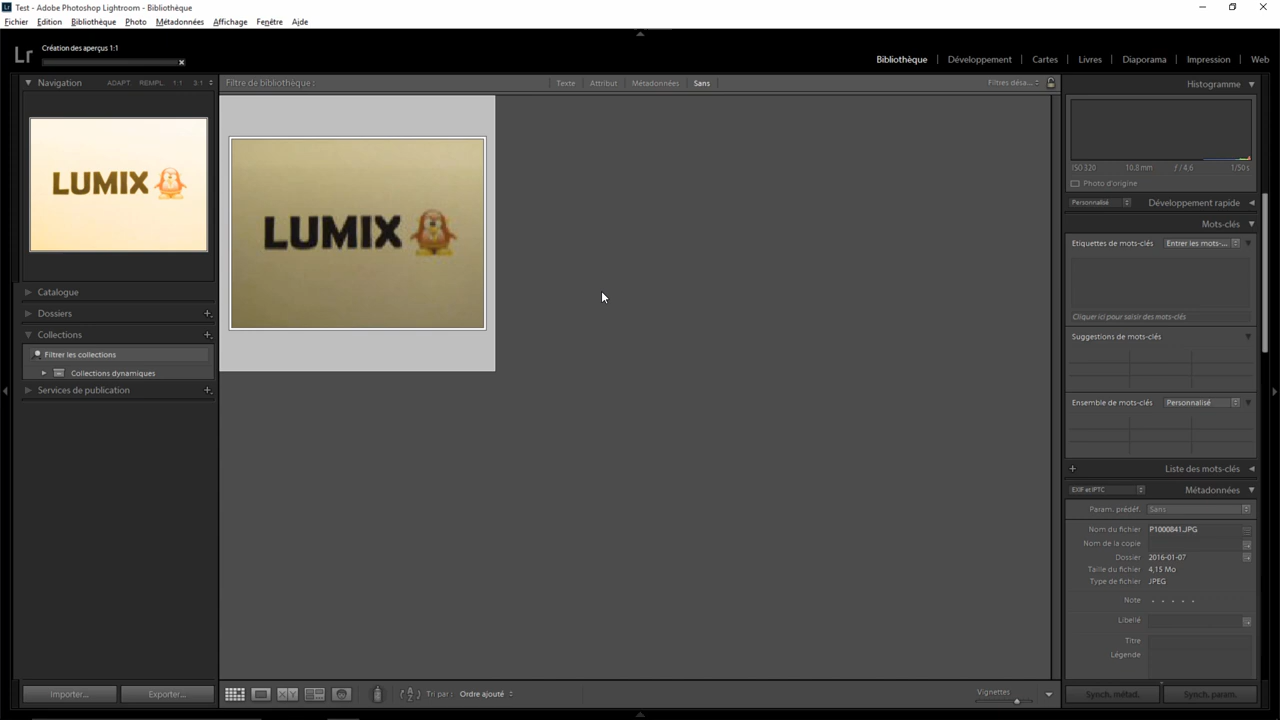 Test - Adobe Photoshop Lightroom - Bibliothèque
Fichier Edition Bibliothèque Photo Métadonnées Affichage Fenêtre Aide
Lr
Création des aperçus 1:1
Bibliothèque Développement Cartes Livres Diaporama Impression Web
Navigation ADAPT. REMPL. 1:1 3:1
LUMIX
Catalogue
Dossiers
Collections
Filtrer les collections
Collections dynamiques
Services de publication
Importer... Exporter...
Filtre de bibliothèque : Texte Attribut Métadonnées Sans Filtres désa...
LUMIX
Tri par : Ordre ajouté
Vignettes
Histogramme
ISO 320 10,8 mm ƒ / 4,6 1/50 s
Photo d'origine
Personnalisé Développement rapide
Mots-clés
Etiquettes de mots-clés Entrer les mots-...
Cliquer ici pour saisir des mots-clés
Suggestions de mots-clés
Ensemble de mots-clés Personnalisé
Liste des mots-clés
EXIF et IPTC Métadonnées
Param. prédéf. Sans
Nom du fichier P1000841.JPG
Nom de la copie
Dossier 2016-01-07
Taille du fichier 4,15 Mo
Type de fichier JPEG
Note
Libellé
Titre
Légende
Synch. métad. Synch. param.